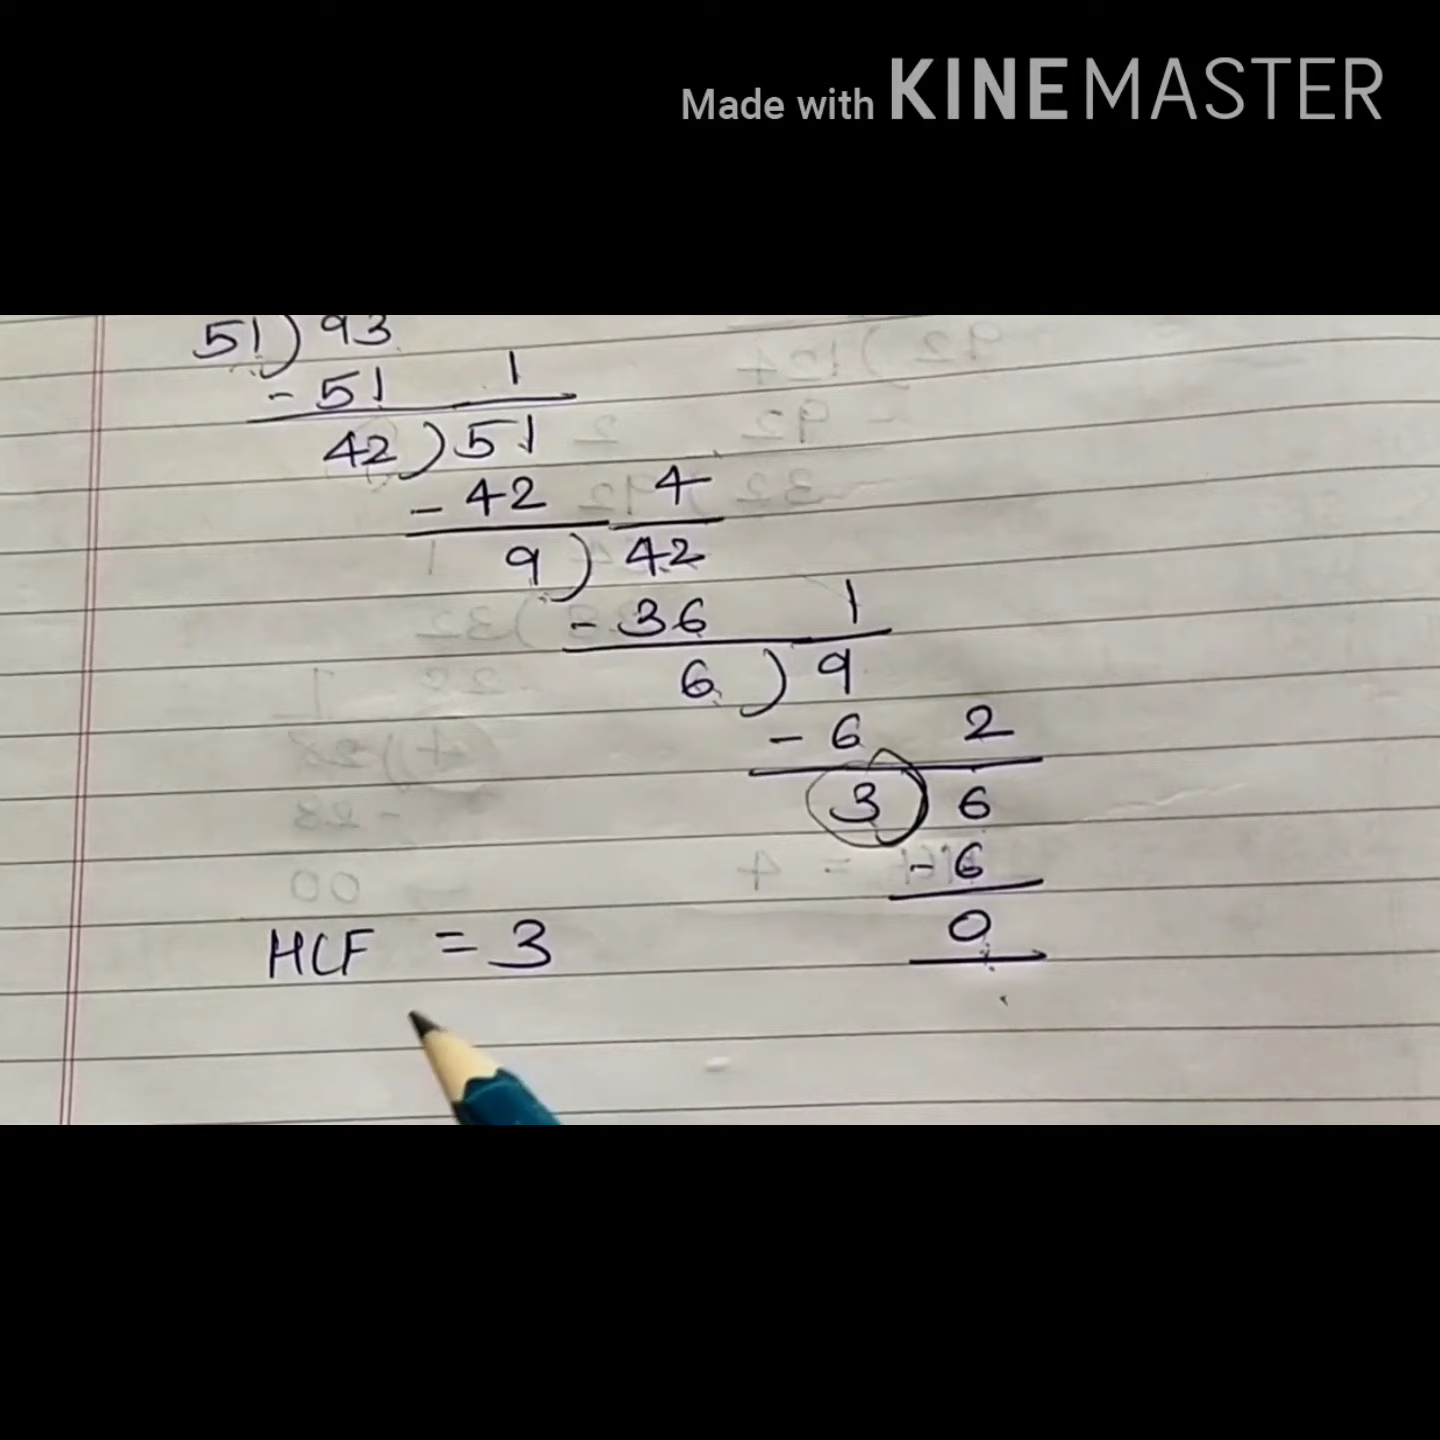 Made with KINEMASTER
51) 93
- 51 1
42) 51
- 42 4
9) 42
- 36 1
6) 9
- 6 2
3) 6
- 6
0
HCF = 3